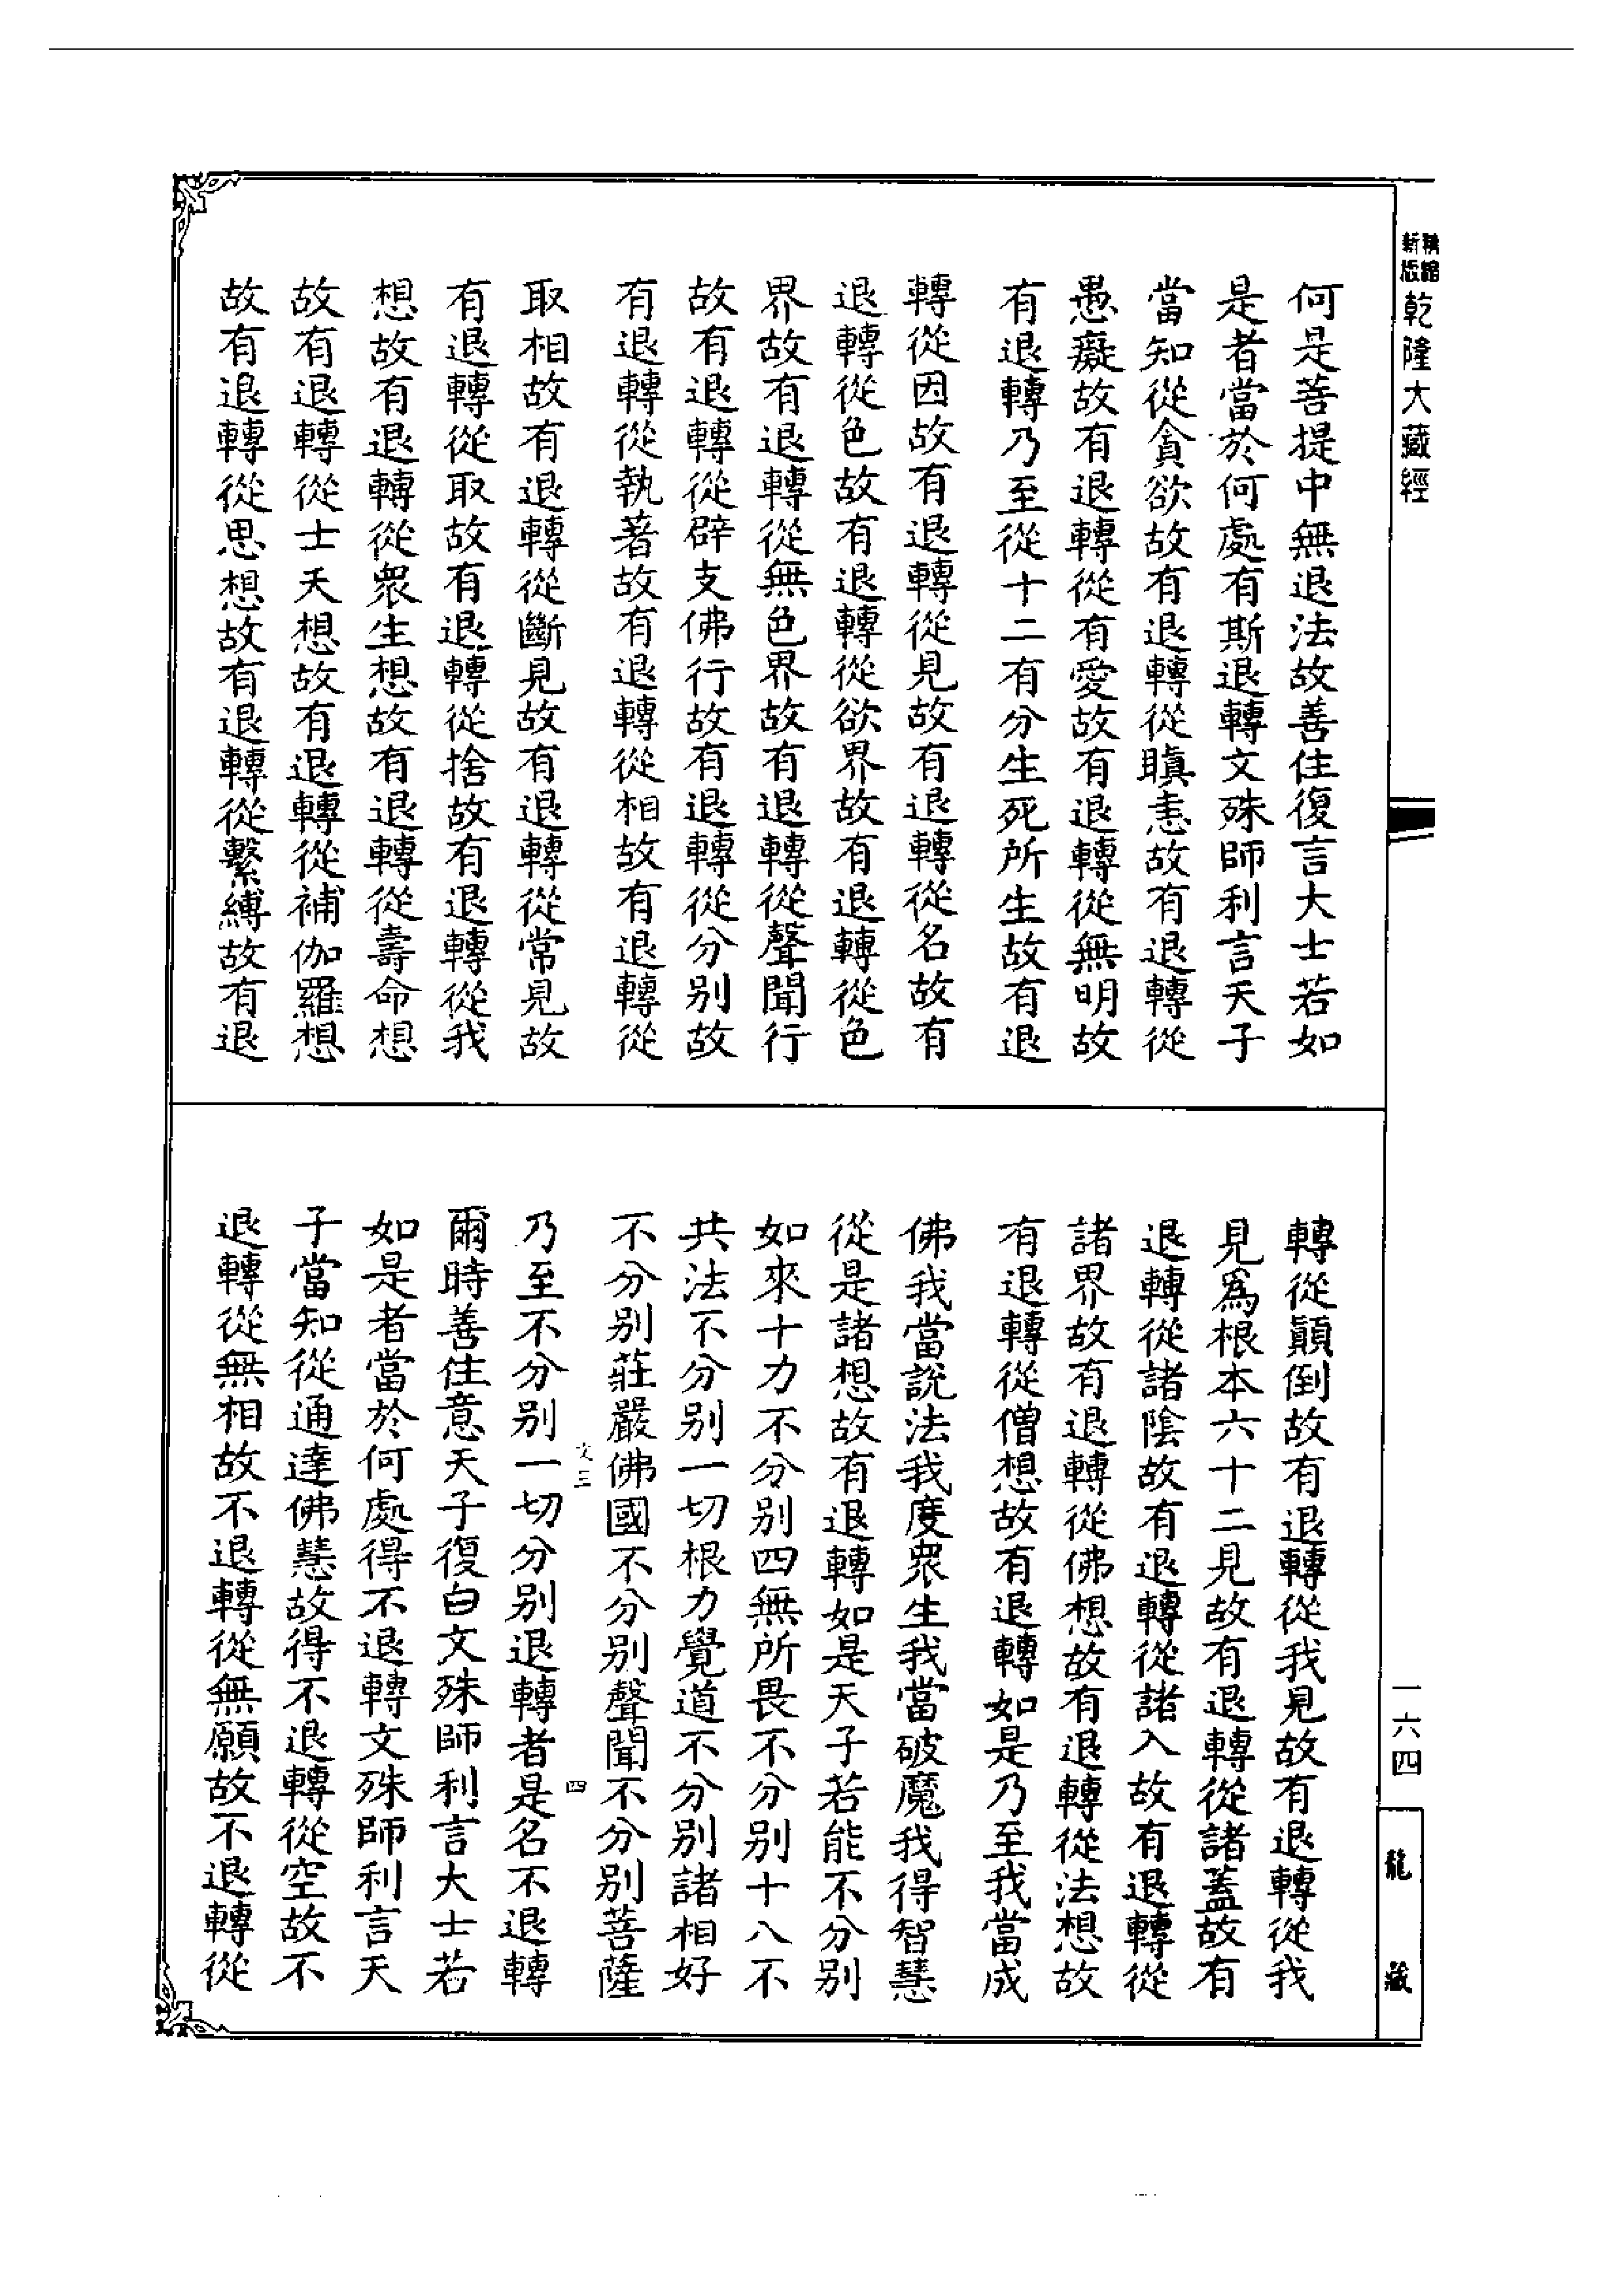 精縮新版乾隆大藏經
何是菩提中無退法故善住復言大士若如
是者當於何處有斯退轉文殊師利言天子
當知從貪欲故有退轉從瞋恚故有退轉從
愚癡故有退轉從有愛故有退轉從無明故
有退轉乃至從十二有分生死所生故有退
轉從因故有退轉從見故有退轉從名故有
退轉從色故有退轉從欲界故有退轉從色
界故有退轉從無色界故有退轉從聲聞行
故有退轉從辟支佛行故有退轉從分别故
有退轉從執著故有退轉從相故有退轉從
取相故有退轉從斷見故有退轉從常見故
有退轉從取故有退轉從捨故有退轉從我
想故有退轉從衆生想故有退轉從壽命想
故有退轉從士夫想故有退轉從補伽羅想
故有退轉從思想故有退轉從繫縛故有退
轉從顚倒故有退轉從我見故有退轉從我
見爲根本六十二見故有退轉從諸蓋故有
退轉從諸陰故有退轉從諸入故有退轉從
諸界故有退轉從佛想故有退轉從法想故
有退轉從僧想故有退轉如是乃至我當成
佛我當說法我度衆生我當破魔我得智慧
從是諸想故有退轉如是天子若能不分别
如來十力不分别四無所畏不分别十八不
共法不分别一切根力覺道不分别諸相好
不分别莊嚴佛國不分别聲聞不分别菩薩
文三 四
乃至不分别一切分别退轉者是名不退轉
爾時善住意天子復白文殊師利言大士若
如是者當於何處得不退轉文殊師利言天
子當知從通達佛慧故得不退轉從空故不
退轉從無相故不退轉從無願故不退轉從
一六四
龍藏